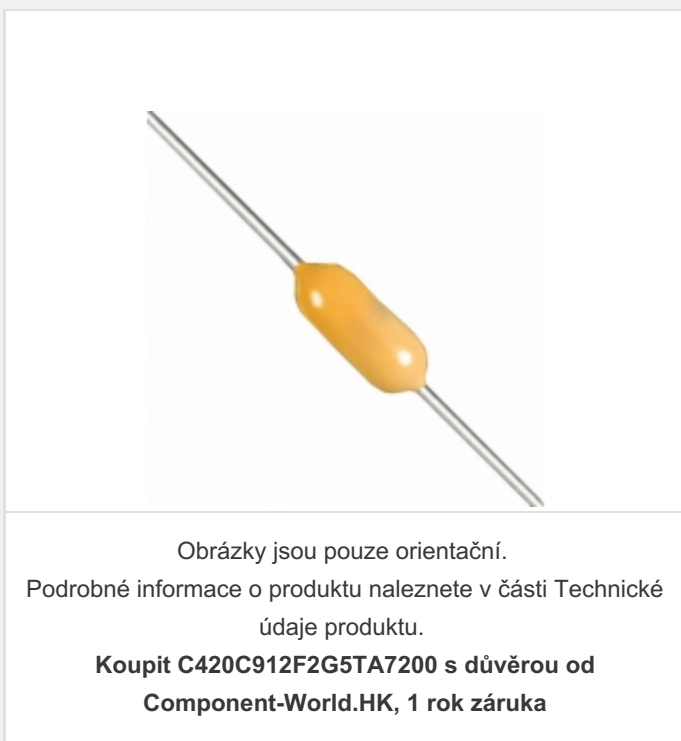 Obrázky jsou pouze orientační.
Podrobné informace o produktu naleznete v části Technické
údaje produktu.
Koupit C420C912F2G5TA7200 s důvěrou od
Component-World.HK, 1 rok záruka